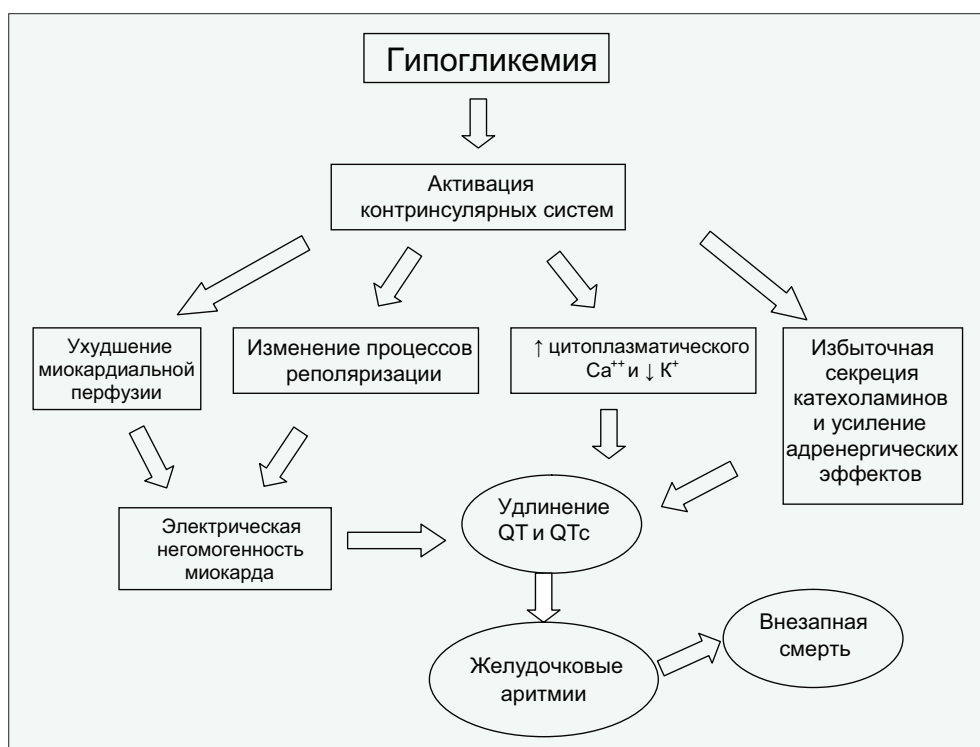 Гипогликемия
Активация
контринсулярных систем
Ухудшение
миокардиальной
перфузии
Изменение процессов
реполяризации
↑ цитоплазматического
Ca⁺⁺ и ↓ K⁺
Избыточная
секреция
катехоламинов
и усиление
адренергических
эффектов
Электрическая
негомогенность
миокарда
Удлинение
QT и QTc
Желудочковые
аритмии
Внезапная
смерть